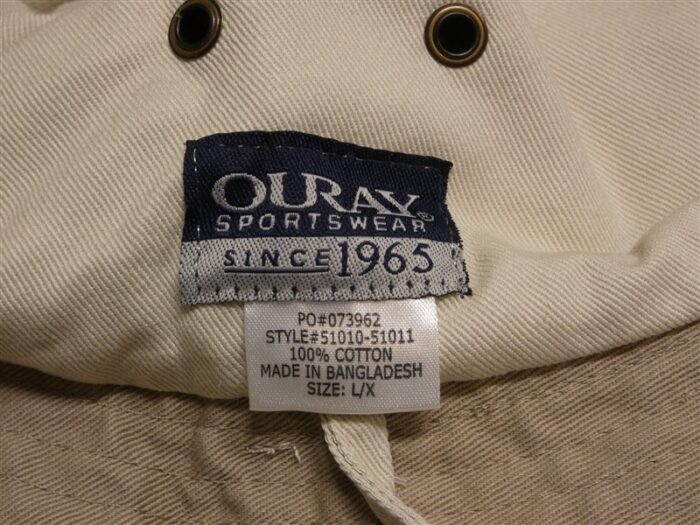 OURAY®
SPORTSWEAR
SINCE 1965
PO#073962
STYLE#51010-51011
100% COTTON
MADE IN BANGLADESH
SIZE: L/X